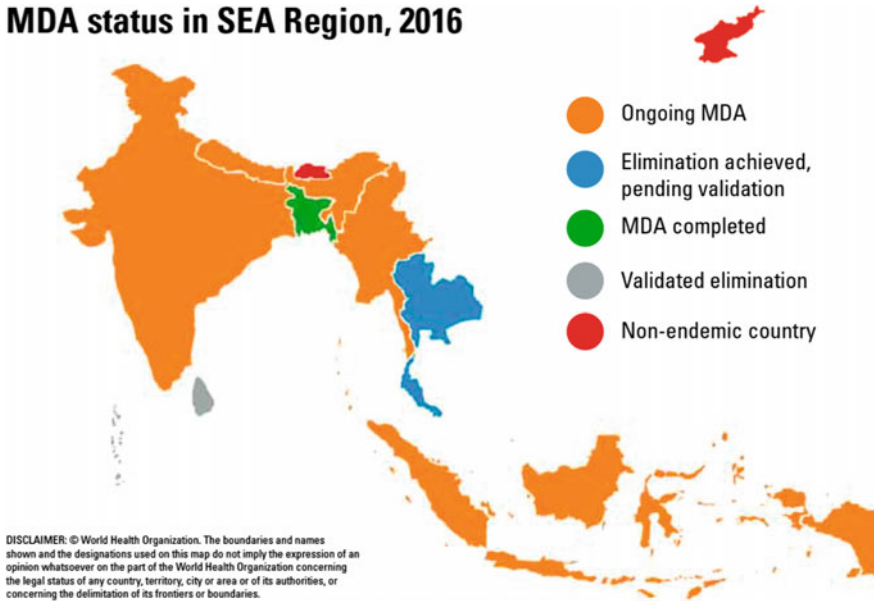 MDA status in SEA Region, 2016
Ongoing MDA
Elimination achieved,
pending validation
MDA completed
Validated elimination
Non-endemic country
DISCLAIMER: © World Health Organization. The boundaries and names
shown and the designations used on this map do not imply the expression of an
opinion whatsoever on the part of the World Health Organization concerning
the legal status of any country, territory, city or area or of its authorities, or
concerning the delimitation of its frontiers or boundaries.